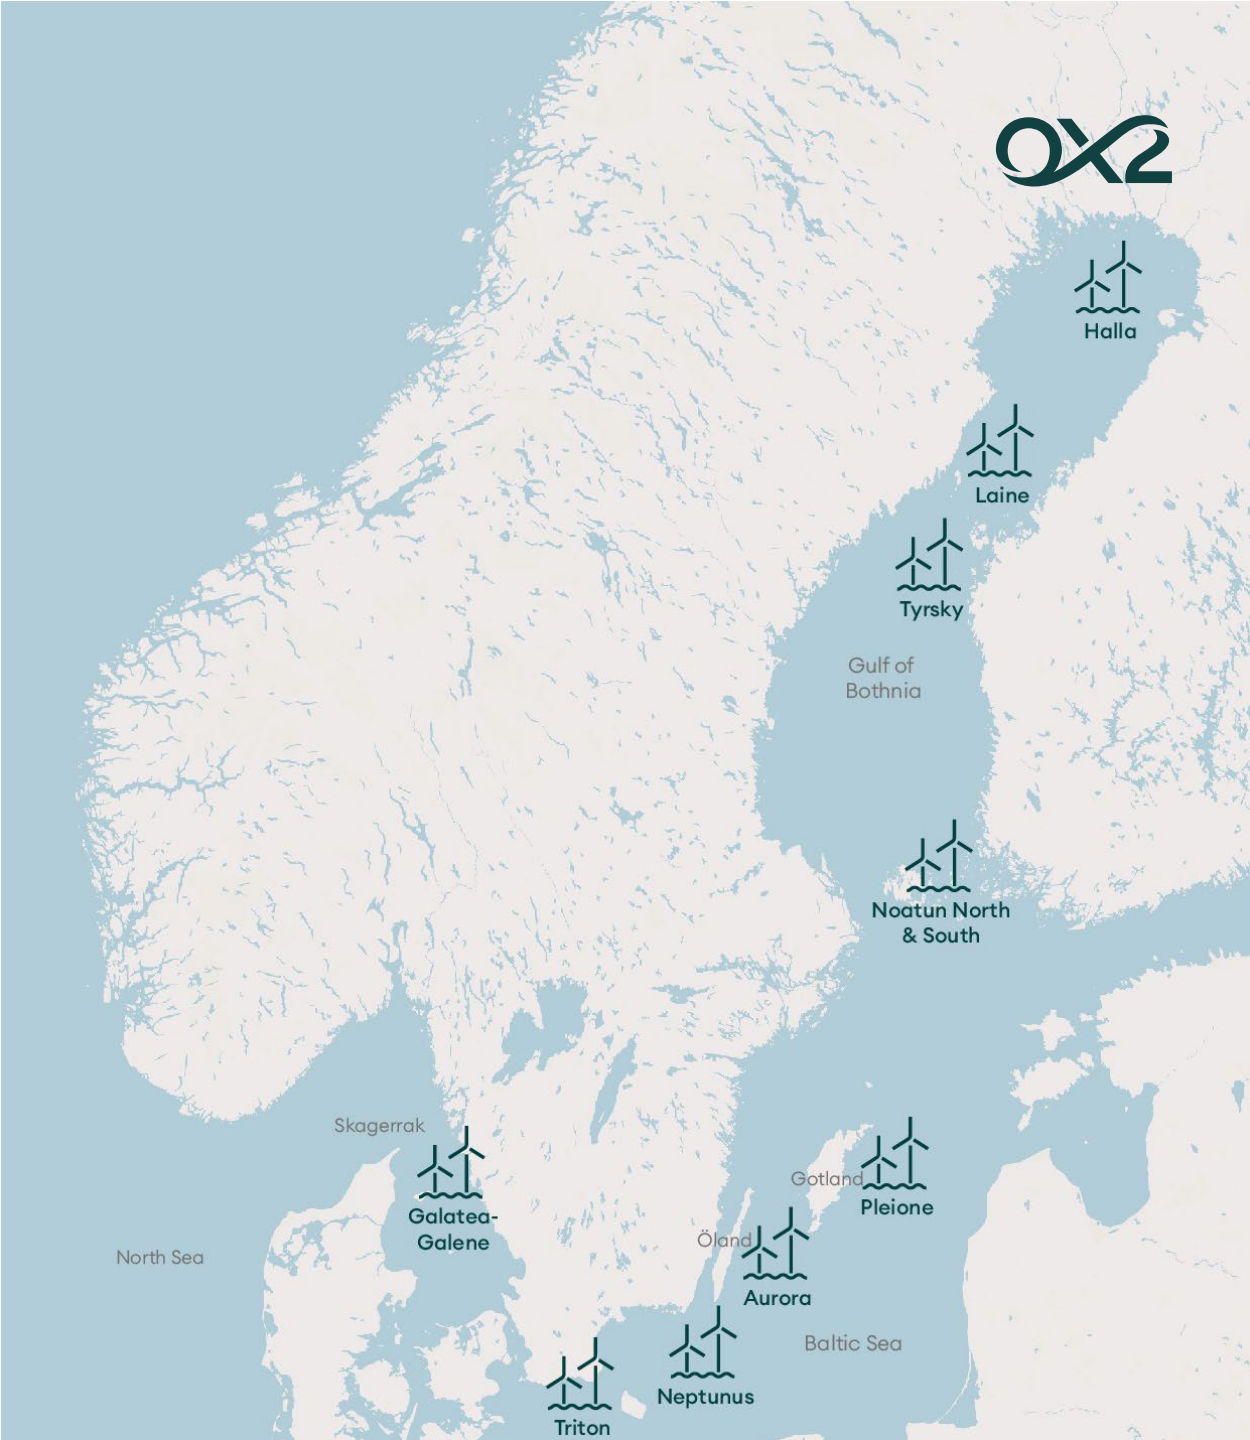 OX2
Halla
Laine
Tyrsky
Gulf of
Bothnia
Noatun North
& South
Skagerrak
Gotland
Pleione
Galatea-
Galene
Öland
North Sea
Aurora
Baltic Sea
Neptunus
Triton